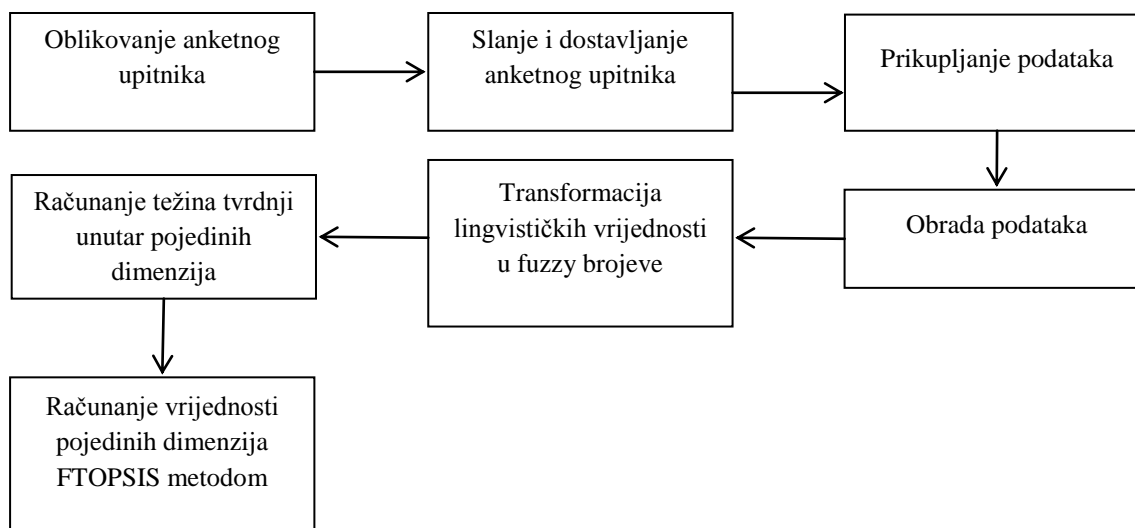 Oblikovanje anketnog
upitnika
Slanje i dostavljanje
anketnog upitnika
Prikupljanje podataka
Obrada podataka
Transformacija
lingvističkih vrijednosti
u fuzzy brojeve
Računanje težina tvrdnji
unutar pojedinih
dimenzija
Računanje vrijednosti
pojedinih dimenzija
FTOPSIS metodom